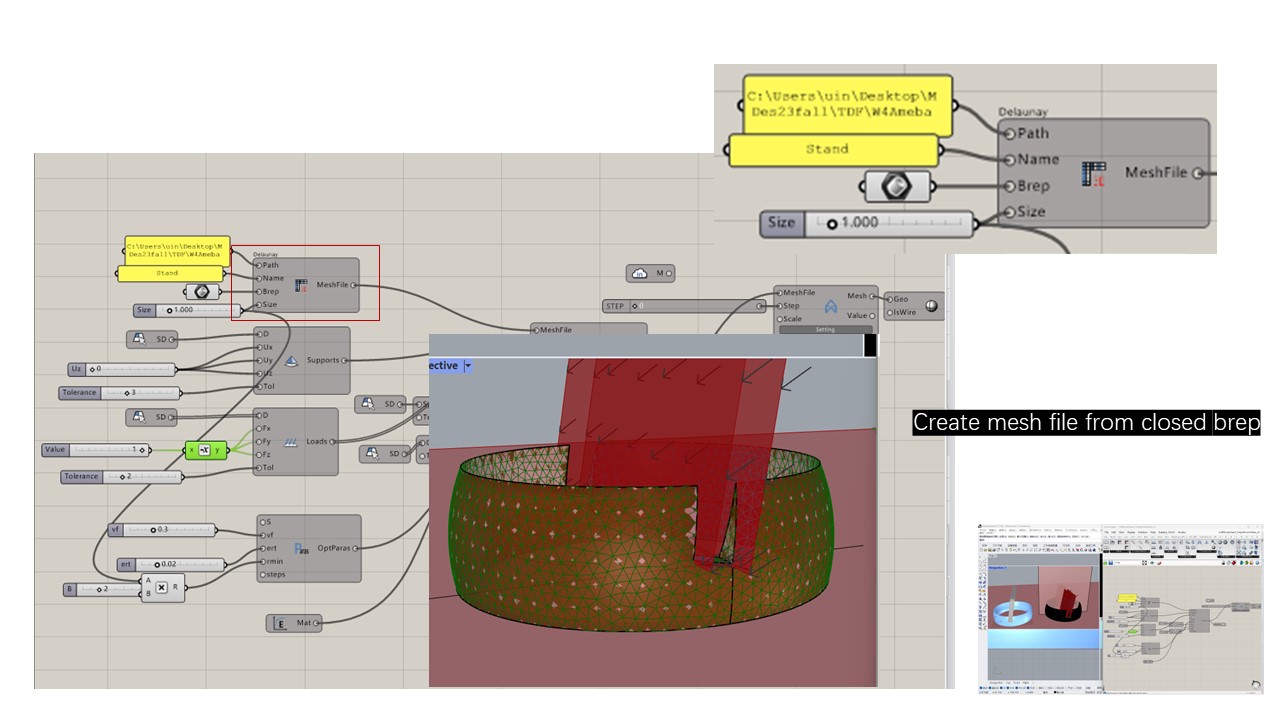 C:\Users\uin\Desktop\M
Des23fall\TDF\W4Ameba
Stand
Size
1.000
Delaunay
Path
Name
Brep
Size
MeshFile
C:\Users\uin\Desktop\M
Des23fall\TDF\W4Ameba
Stand
Size
1.000
Delaunay
Path
Name
Brep
Size
MeshFile
M
STEP
0
MeshFile
MeshFile
Step
Scale
Mesh
Value
Setting
Geo
IsWire
SD
Uz
0
Tolerance
3
D
Ux
Uy
Uz
Tol
Supports
SD
Value
1
x
y
Tolerance
2
D
Fx
Fy
Fz
Tol
Loads
SD
SD
vf
0.3
ert
0.02
B
2
A
B
R
S
vf
ert
rmin
steps
OptParas
E
Mat
ective
Create mesh file from closed brep